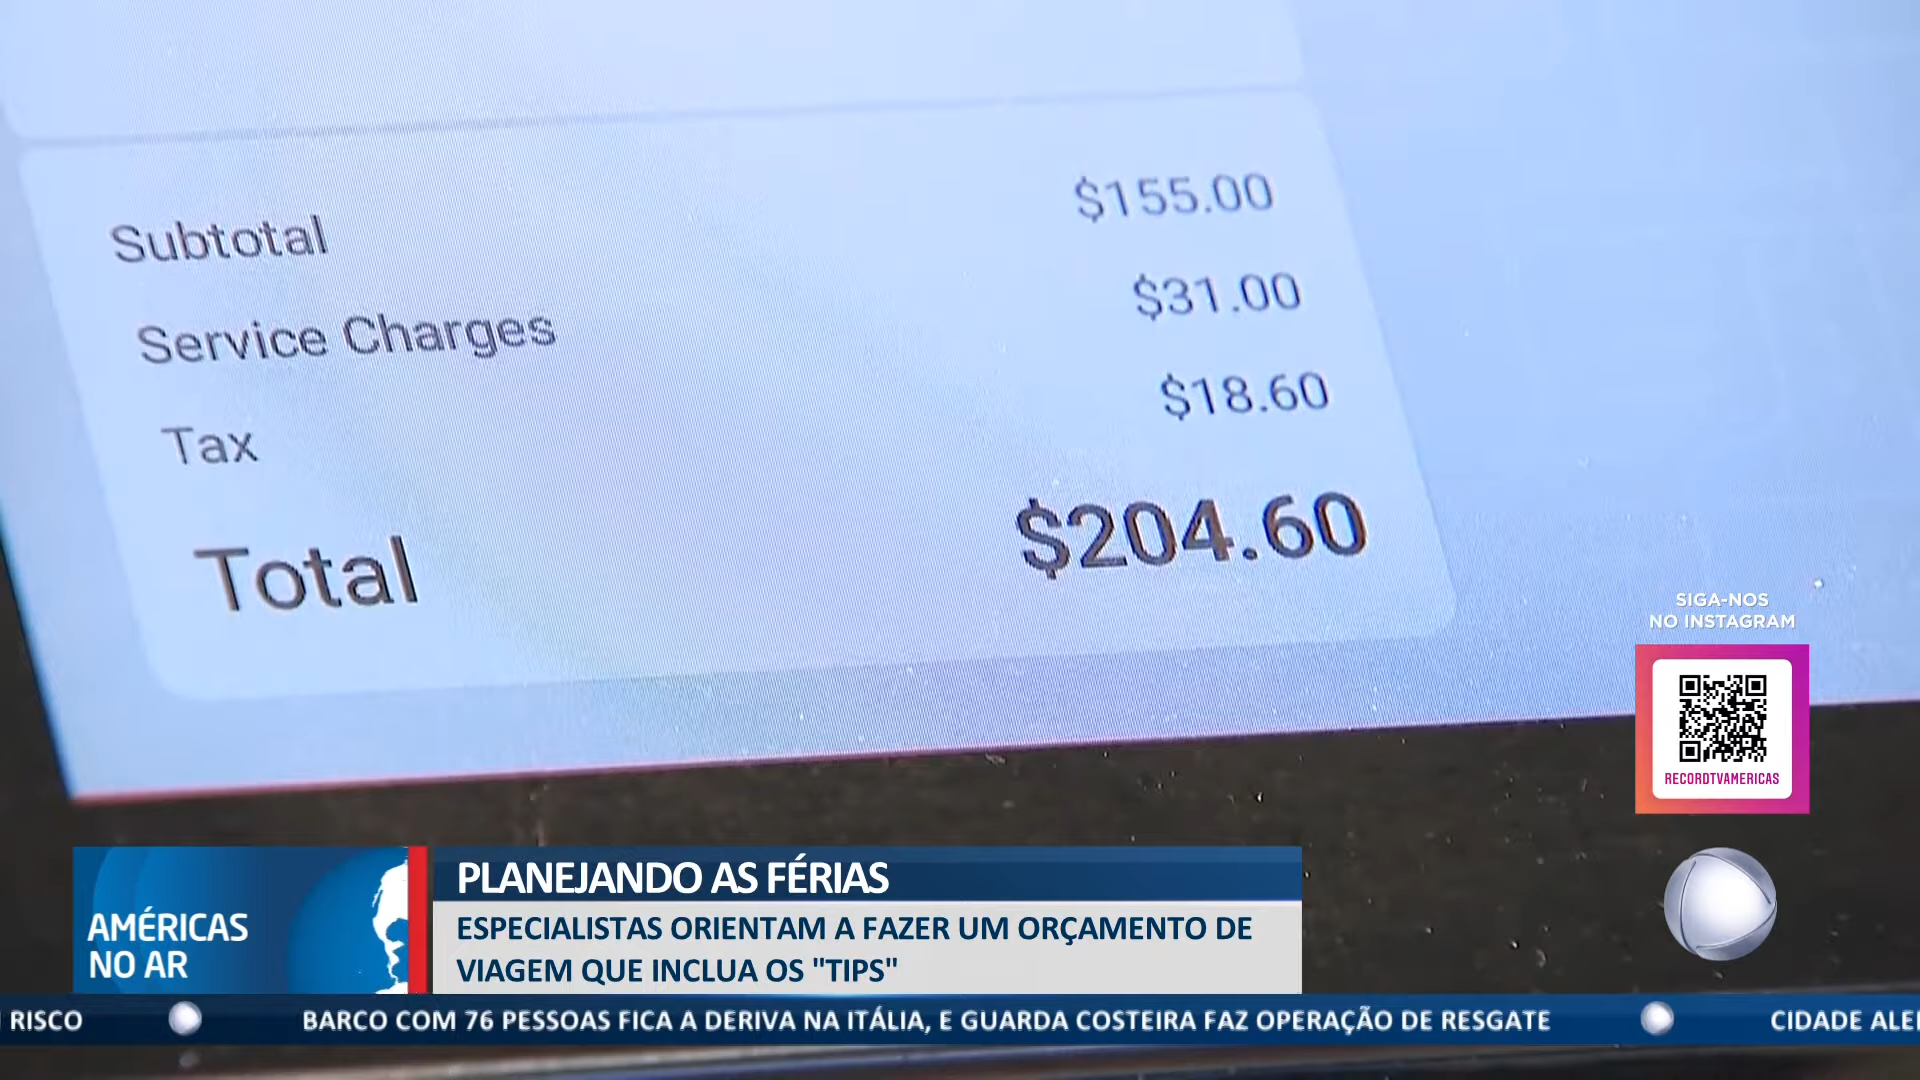 Subtotal $155.00
Service Charges $31.00
Tax $18.60
Total $204.60
SIGA-NOS
NO INSTAGRAM
RECORDTVAMERICAS
AMÉRICAS
NO AR
PLANEJANDO AS FÉRIAS
ESPECIALISTAS ORIENTAM A FAZER UM ORÇAMENTO DE
VIAGEM QUE INCLUA OS "TIPS"
RISCO BARCO COM 76 PESSOAS FICA A DERIVA NA ITÁLIA, E GUARDA COSTEIRA FAZ OPERAÇÃO DE RESGATE CIDADE